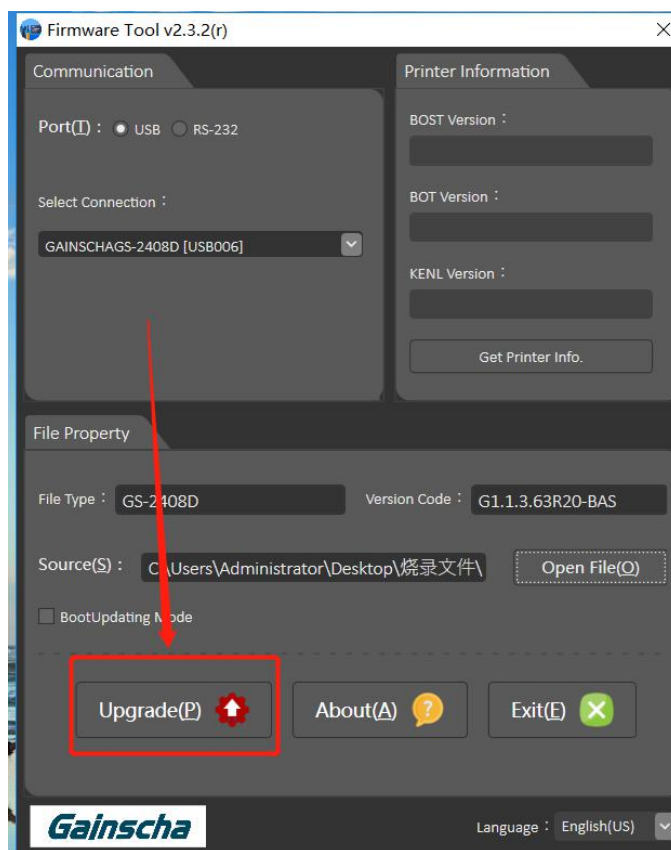 Firmware Tool v2.3.2(r)
Communication
Port(T) : USB RS-232
Select Connection :
GAINSCHAGS-2408D [USB006]
Printer Information
BOST Version :
BOT Version :
KENL Version :
Get Printer Info.
File Property
File Type : GS-2408D Version Code : G1.1.3.63R20-BAS
Source(S) : C:\Users\Administrator\Desktop\烧录文件\ Open File(O)
BootUpdating Mode
Upgrade(P) About(A) ? Exit(E)
Gainscha
Language : English(US)